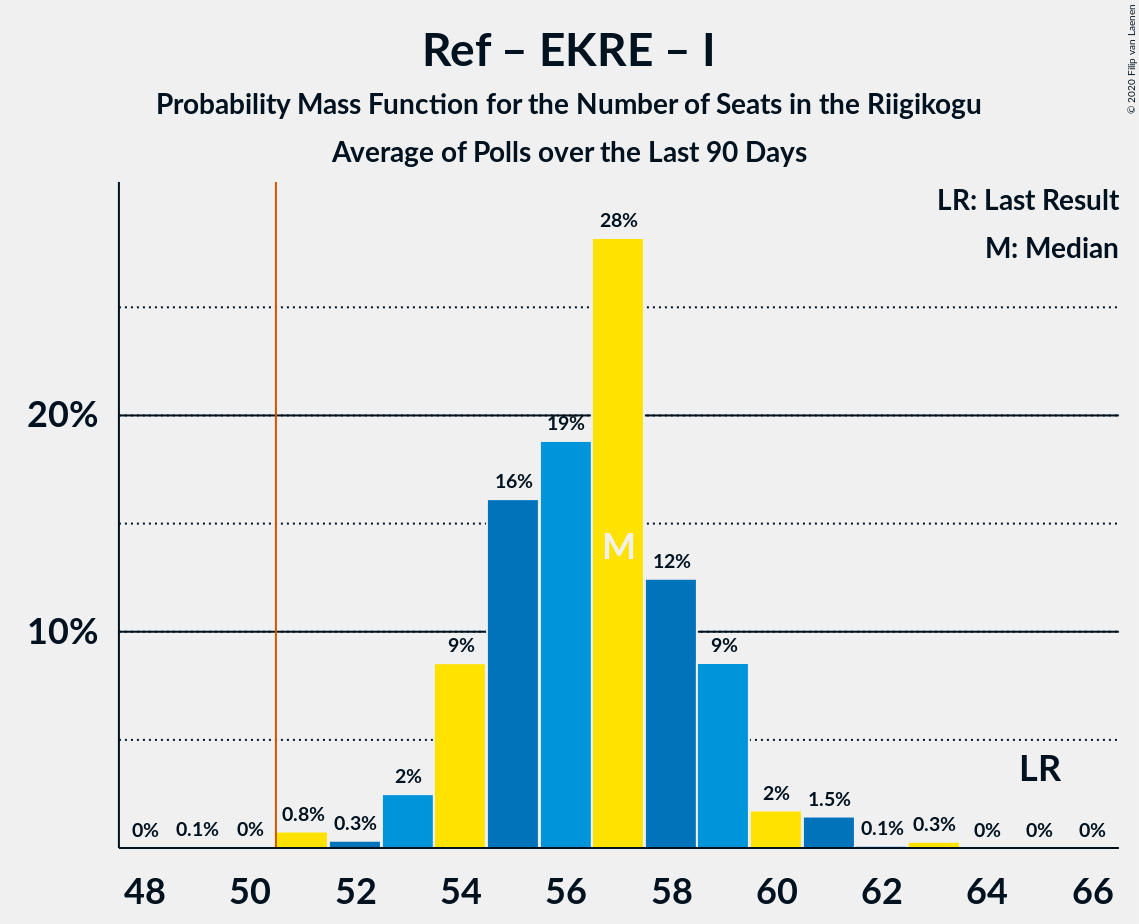 Ref – EKRE – I
Probability Mass Function for the Number of Seats in the Riigikogu
Average of Polls over the Last 90 Days
© 2020 Filip van Laenen
LR: Last Result
M: Median
28%
20%
19%
16%
M
12%
10%
9%
9%
LR
2%
2%
1.5%
0.8%
0.3%
0.3%
0%
0.1%
0%
0.1%
0%
0%
0%
48 50 52 54 56 58 60 62 64 66